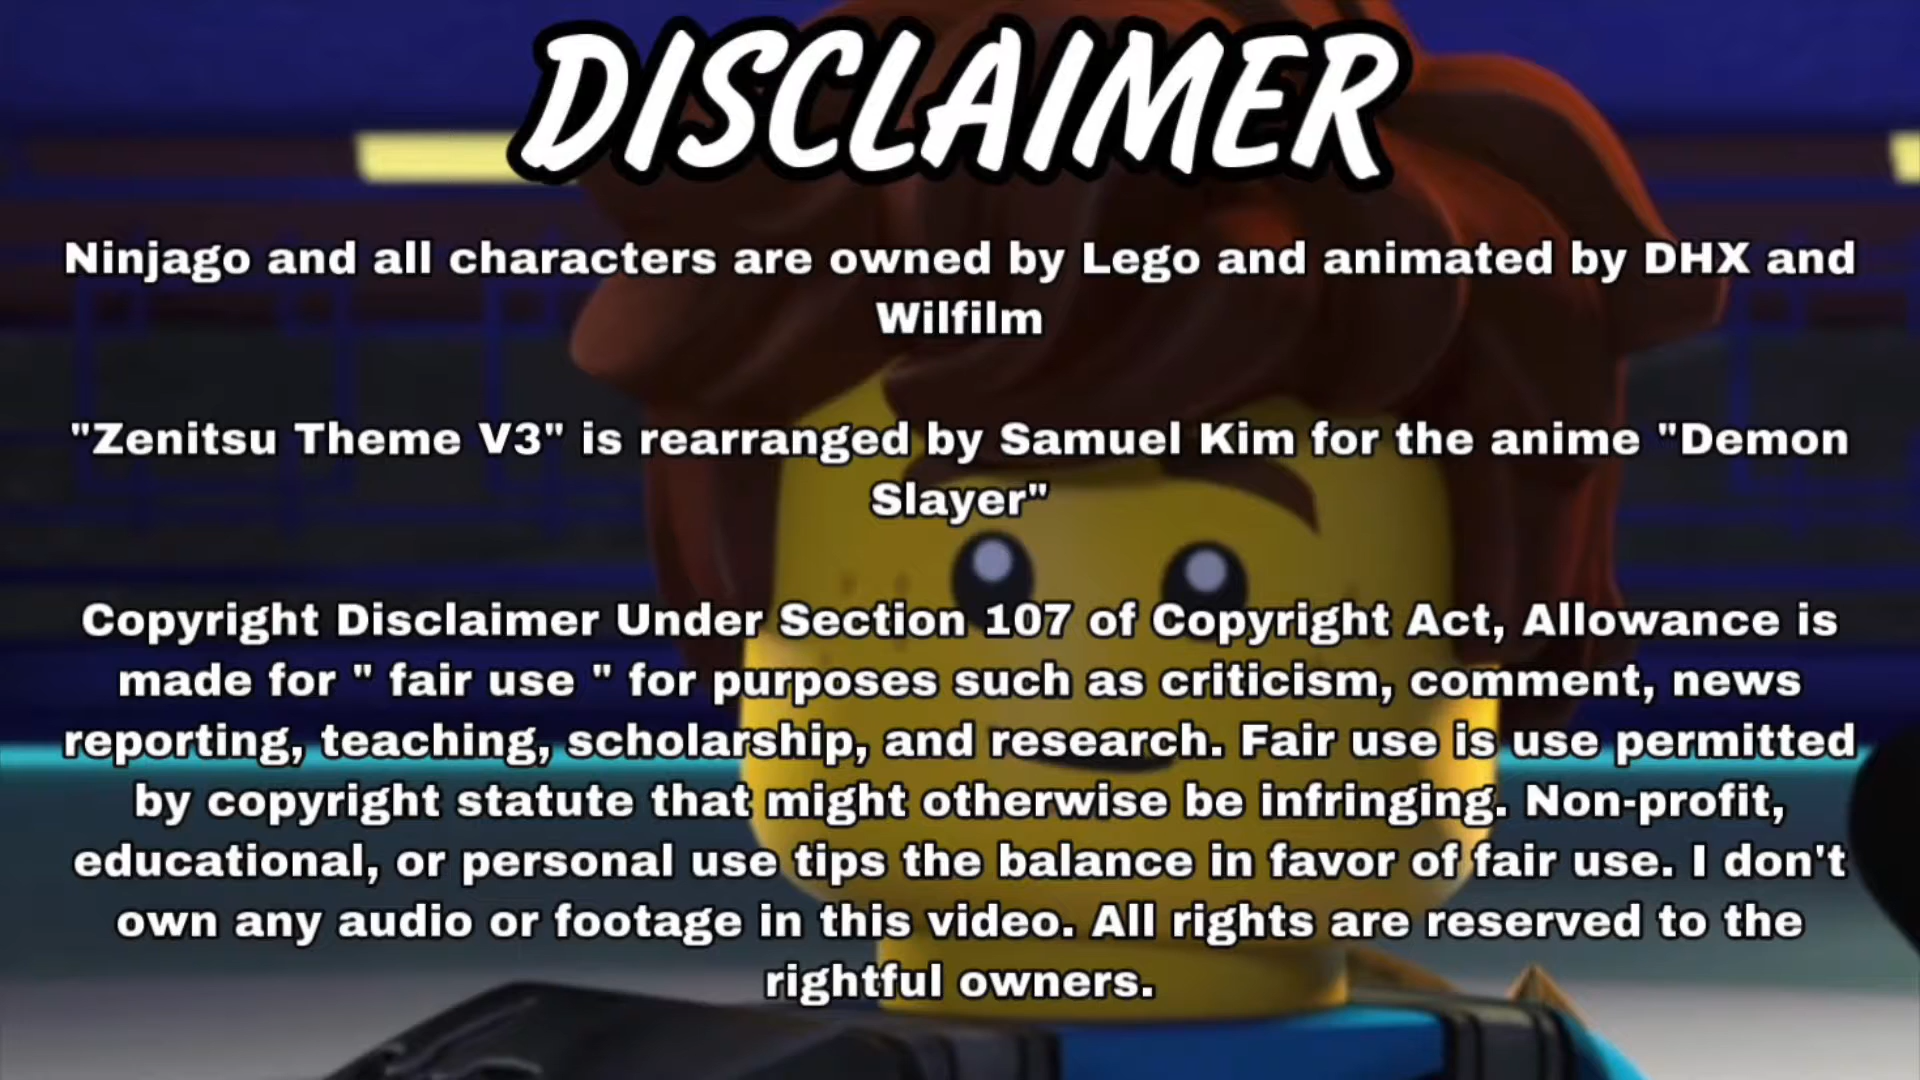 DISCLAIMER
Ninjago and all characters are owned by Lego and animated by DHX and
Wilfilm
"Zenitsu Theme V3" is rearranged by Samuel Kim for the anime "Demon
Slayer"
Copyright Disclaimer Under Section 107 of Copyright Act, Allowance is
made for " fair use " for purposes such as criticism, comment, news
reporting, teaching, scholarship, and research. Fair use is use permitted
by copyright statute that might otherwise be infringing. Non-profit,
educational, or personal use tips the balance in favor of fair use. I don't
own any audio or footage in this video. All rights are reserved to the
rightful owners.